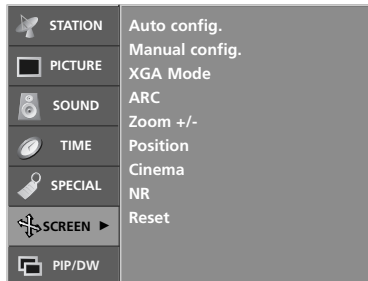 STATION
PICTURE
SOUND
TIME
SPECIAL
SCREEN ►
PIP/DW
Auto config.
Manual config.
XGA Mode
ARC
Zoom +/-
Position
Cinema
NR
Reset